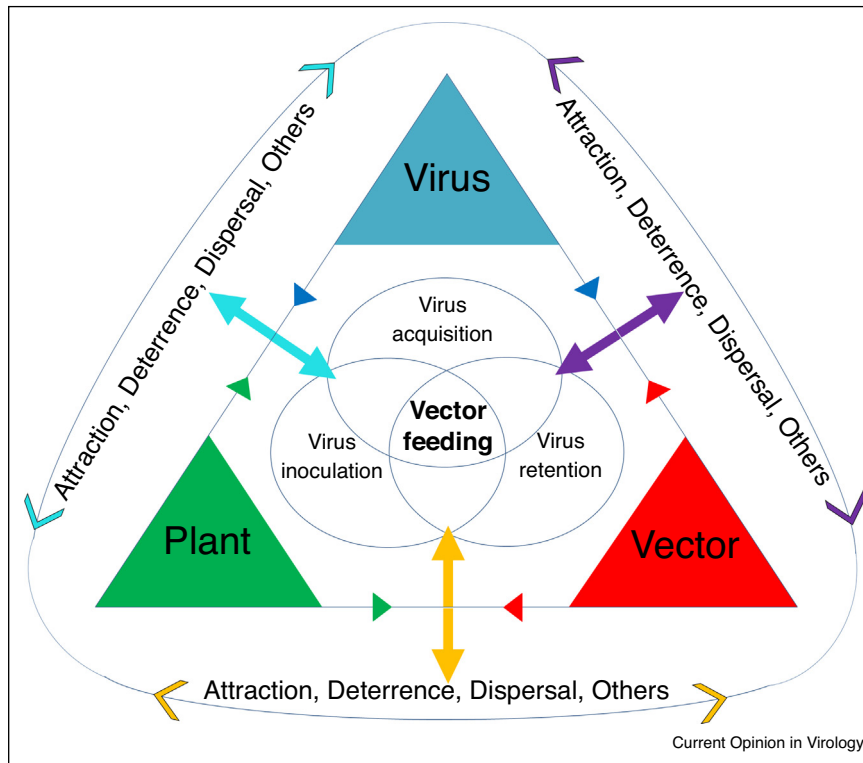 Virus
Attraction, Deterrence, Dispersal, Others
Attraction, Deterrence, Dispersal, Others
Virus
acquisition
Vector
feeding
Virus
inoculation
Virus
retention
Plant
Vector
Attraction, Deterrence, Dispersal, Others
Current Opinion in Virology